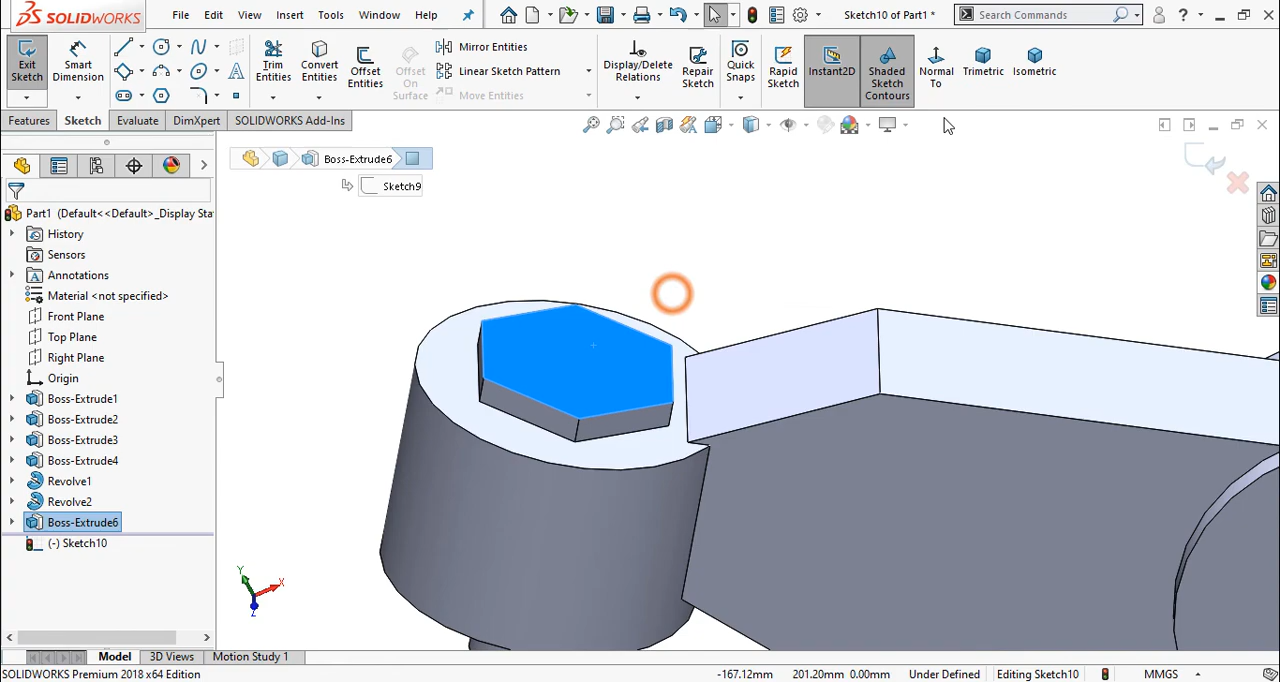 SOLIDWORKS File Edit View Insert Tools Window Help Sketch10 of Part1 * Search Commands ?
Exit Sketch
Smart Dimension
Trim Entities
Convert Entities
Offset Entities
Offset On Surface
Mirror Entities
Linear Sketch Pattern
Move Entities
Display/Delete Relations
Repair Sketch
Quick Snaps
Rapid Sketch
Instant2D
Shaded Sketch Contours
Normal To
Trimetric
Isometric
Features Sketch Evaluate DimXpert SOLIDWORKS Add-Ins
Boss-Extrude6
Sketch9
Part1 (Default<<Default>_Display Sta
History
Sensors
Annotations
Material <not specified>
Front Plane
Top Plane
Right Plane
Origin
Boss-Extrude1
Boss-Extrude2
Boss-Extrude3
Boss-Extrude4
Revolve1
Revolve2
Boss-Extrude6
(-) Sketch10
Y X Z
Model 3D Views Motion Study 1
SOLIDWORKS Premium 2018 x64 Edition -167.12mm 201.20mm 0.00mm Under Defined Editing Sketch10 MMGS